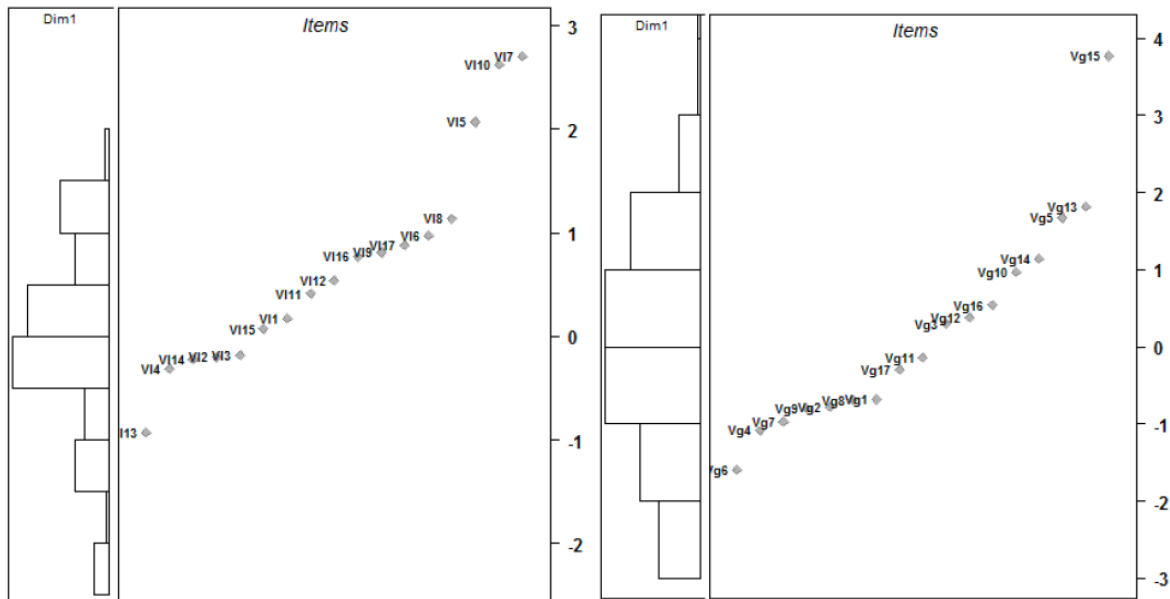 Dim1
Items
3
VI7
VI10
VI5
2
VI8
1
VI6
VI17
VI9
VI16
VI12
VI11
VI1
VI15
0
VI3
VI2
VI14
VI4
I13
-1
-2
Dim1
Items
4
Vg15
3
2
Vg13
Vg5
Vg14
1
Vg10
Vg16
Vg12
Vg3
0
Vg11
Vg17
Vg1
Vg8
Vg2
Vg9
Vg7
-1
Vg4
Vg6
-2
-3